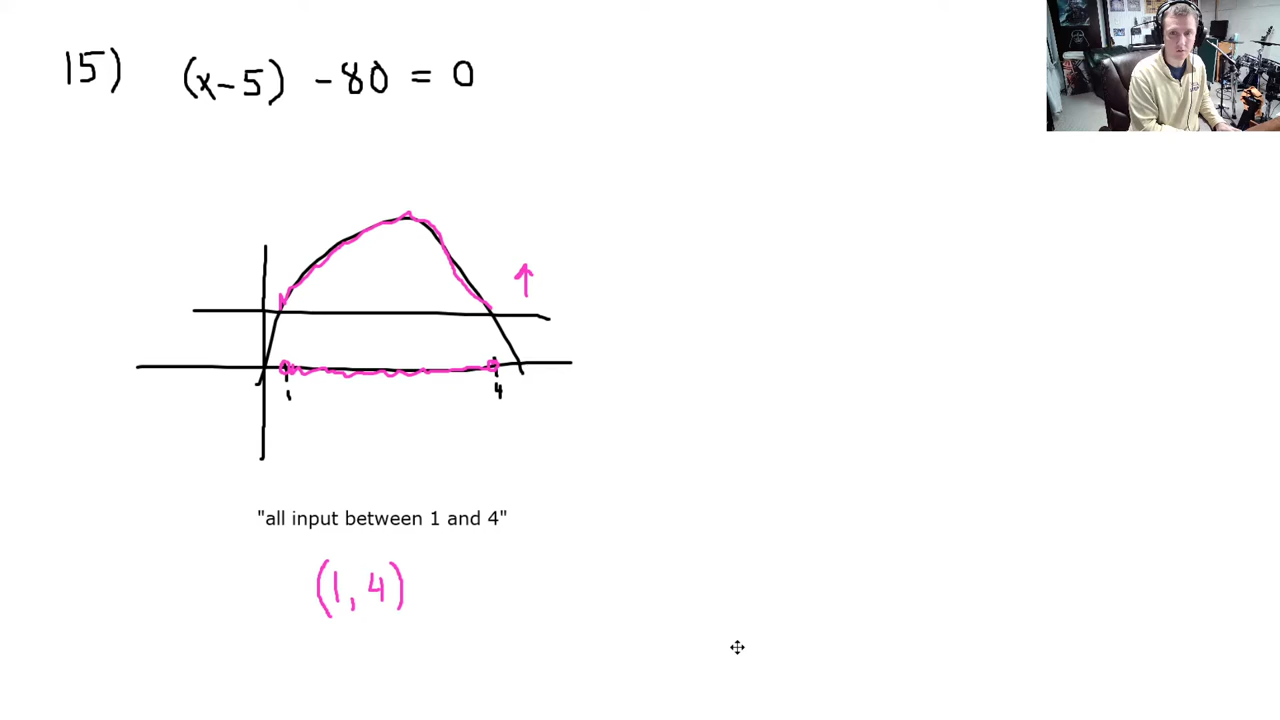 15) (x-5) -80 = 0
1
4
"all input between 1 and 4"
(1, 4)